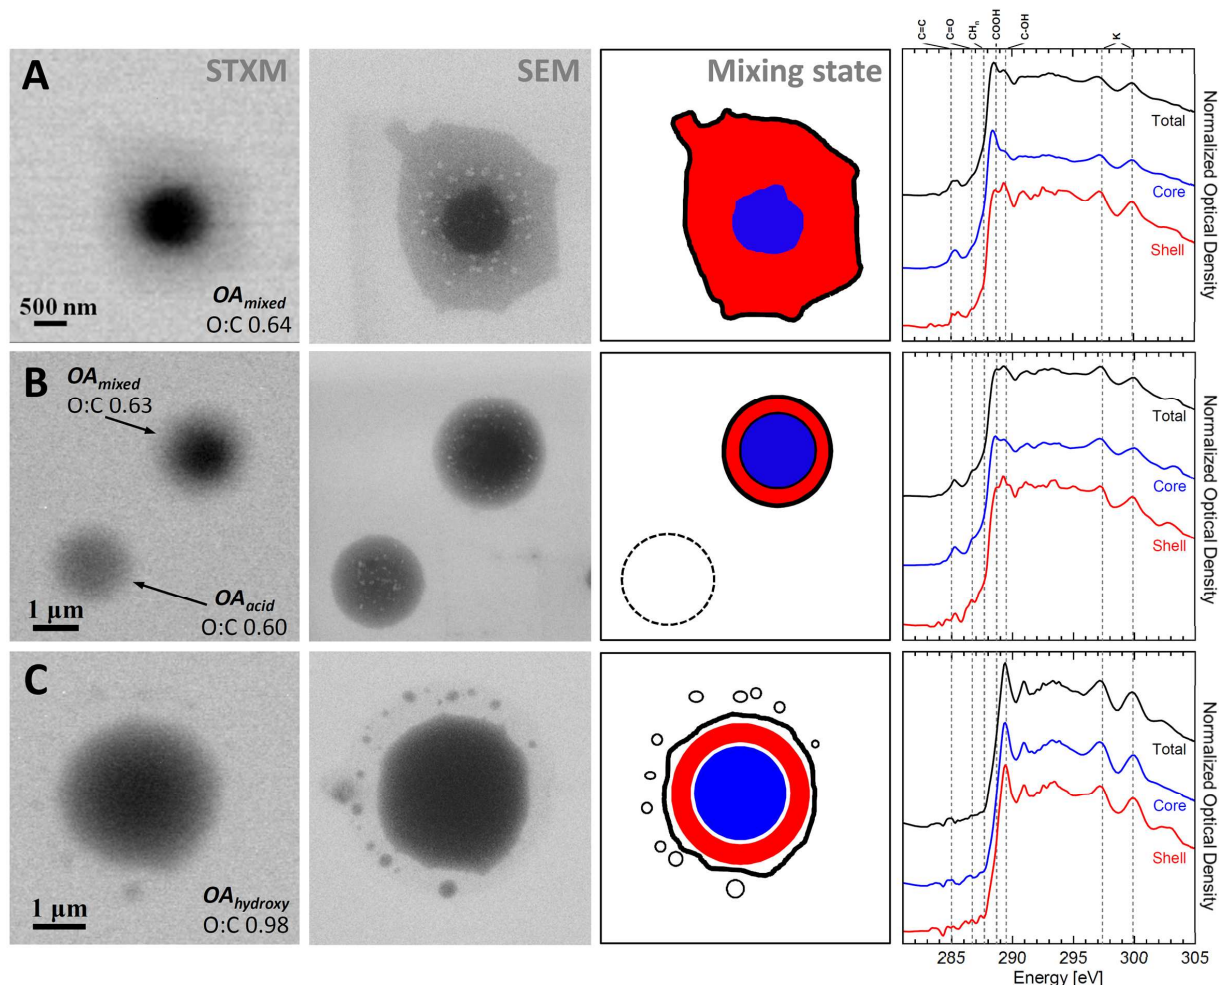 C=C
C=O
CHn
COOH
C-OH
K
A
STXM
SEM
Mixing state
500 nm
OAmixed
O:C 0.64
Total
Core
Shell
Normalized Optical Density
B
OAmixed
O:C 0.63
OAacid
O:C 0.60
1 µm
Total
Core
Shell
Normalized Optical Density
C
1 µm
OAhydroxy
O:C 0.98
Total
Core
Shell
Normalized Optical Density
285 290 295 300 305
Energy [eV]